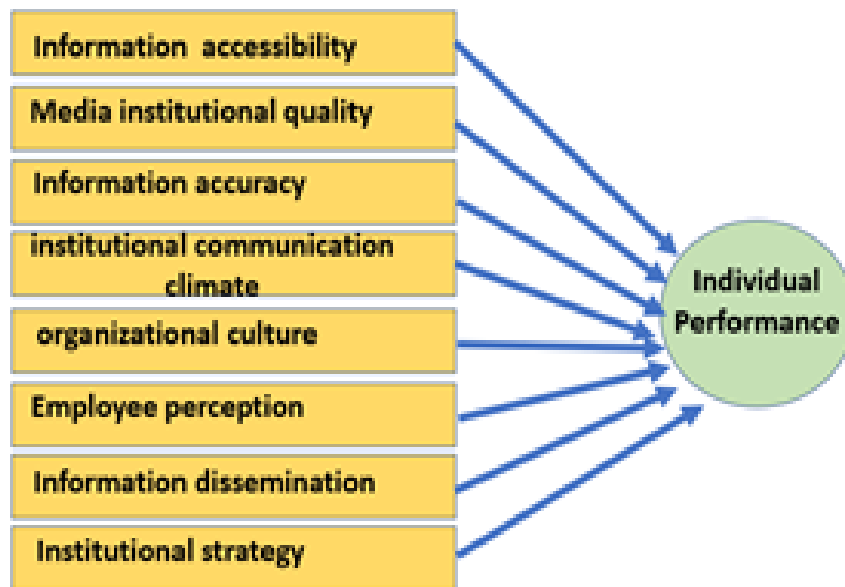 Information accessibility
Media institutional quality
Information accuracy
institutional communication
climate
organizational culture
Employee perception
Information dissemination
Institutional strategy
Individual
Performance